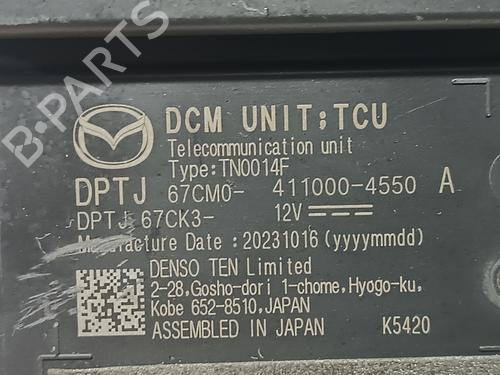 B-PARTS
DCM UNIT;TCU
Telecommunication unit
Type:TN0014F
DPTJ 67CM0- 411000-4550 A
DPTJ 67CK3- 12V
Manufacture Date : 20231016 (yyyymmdd)
DENSO TEN Limited
2-28,Gosho-dori 1-chome, Hyogo-ku,
Kobe 652-8510,JAPAN
ASSEMBLED IN JAPAN K5420